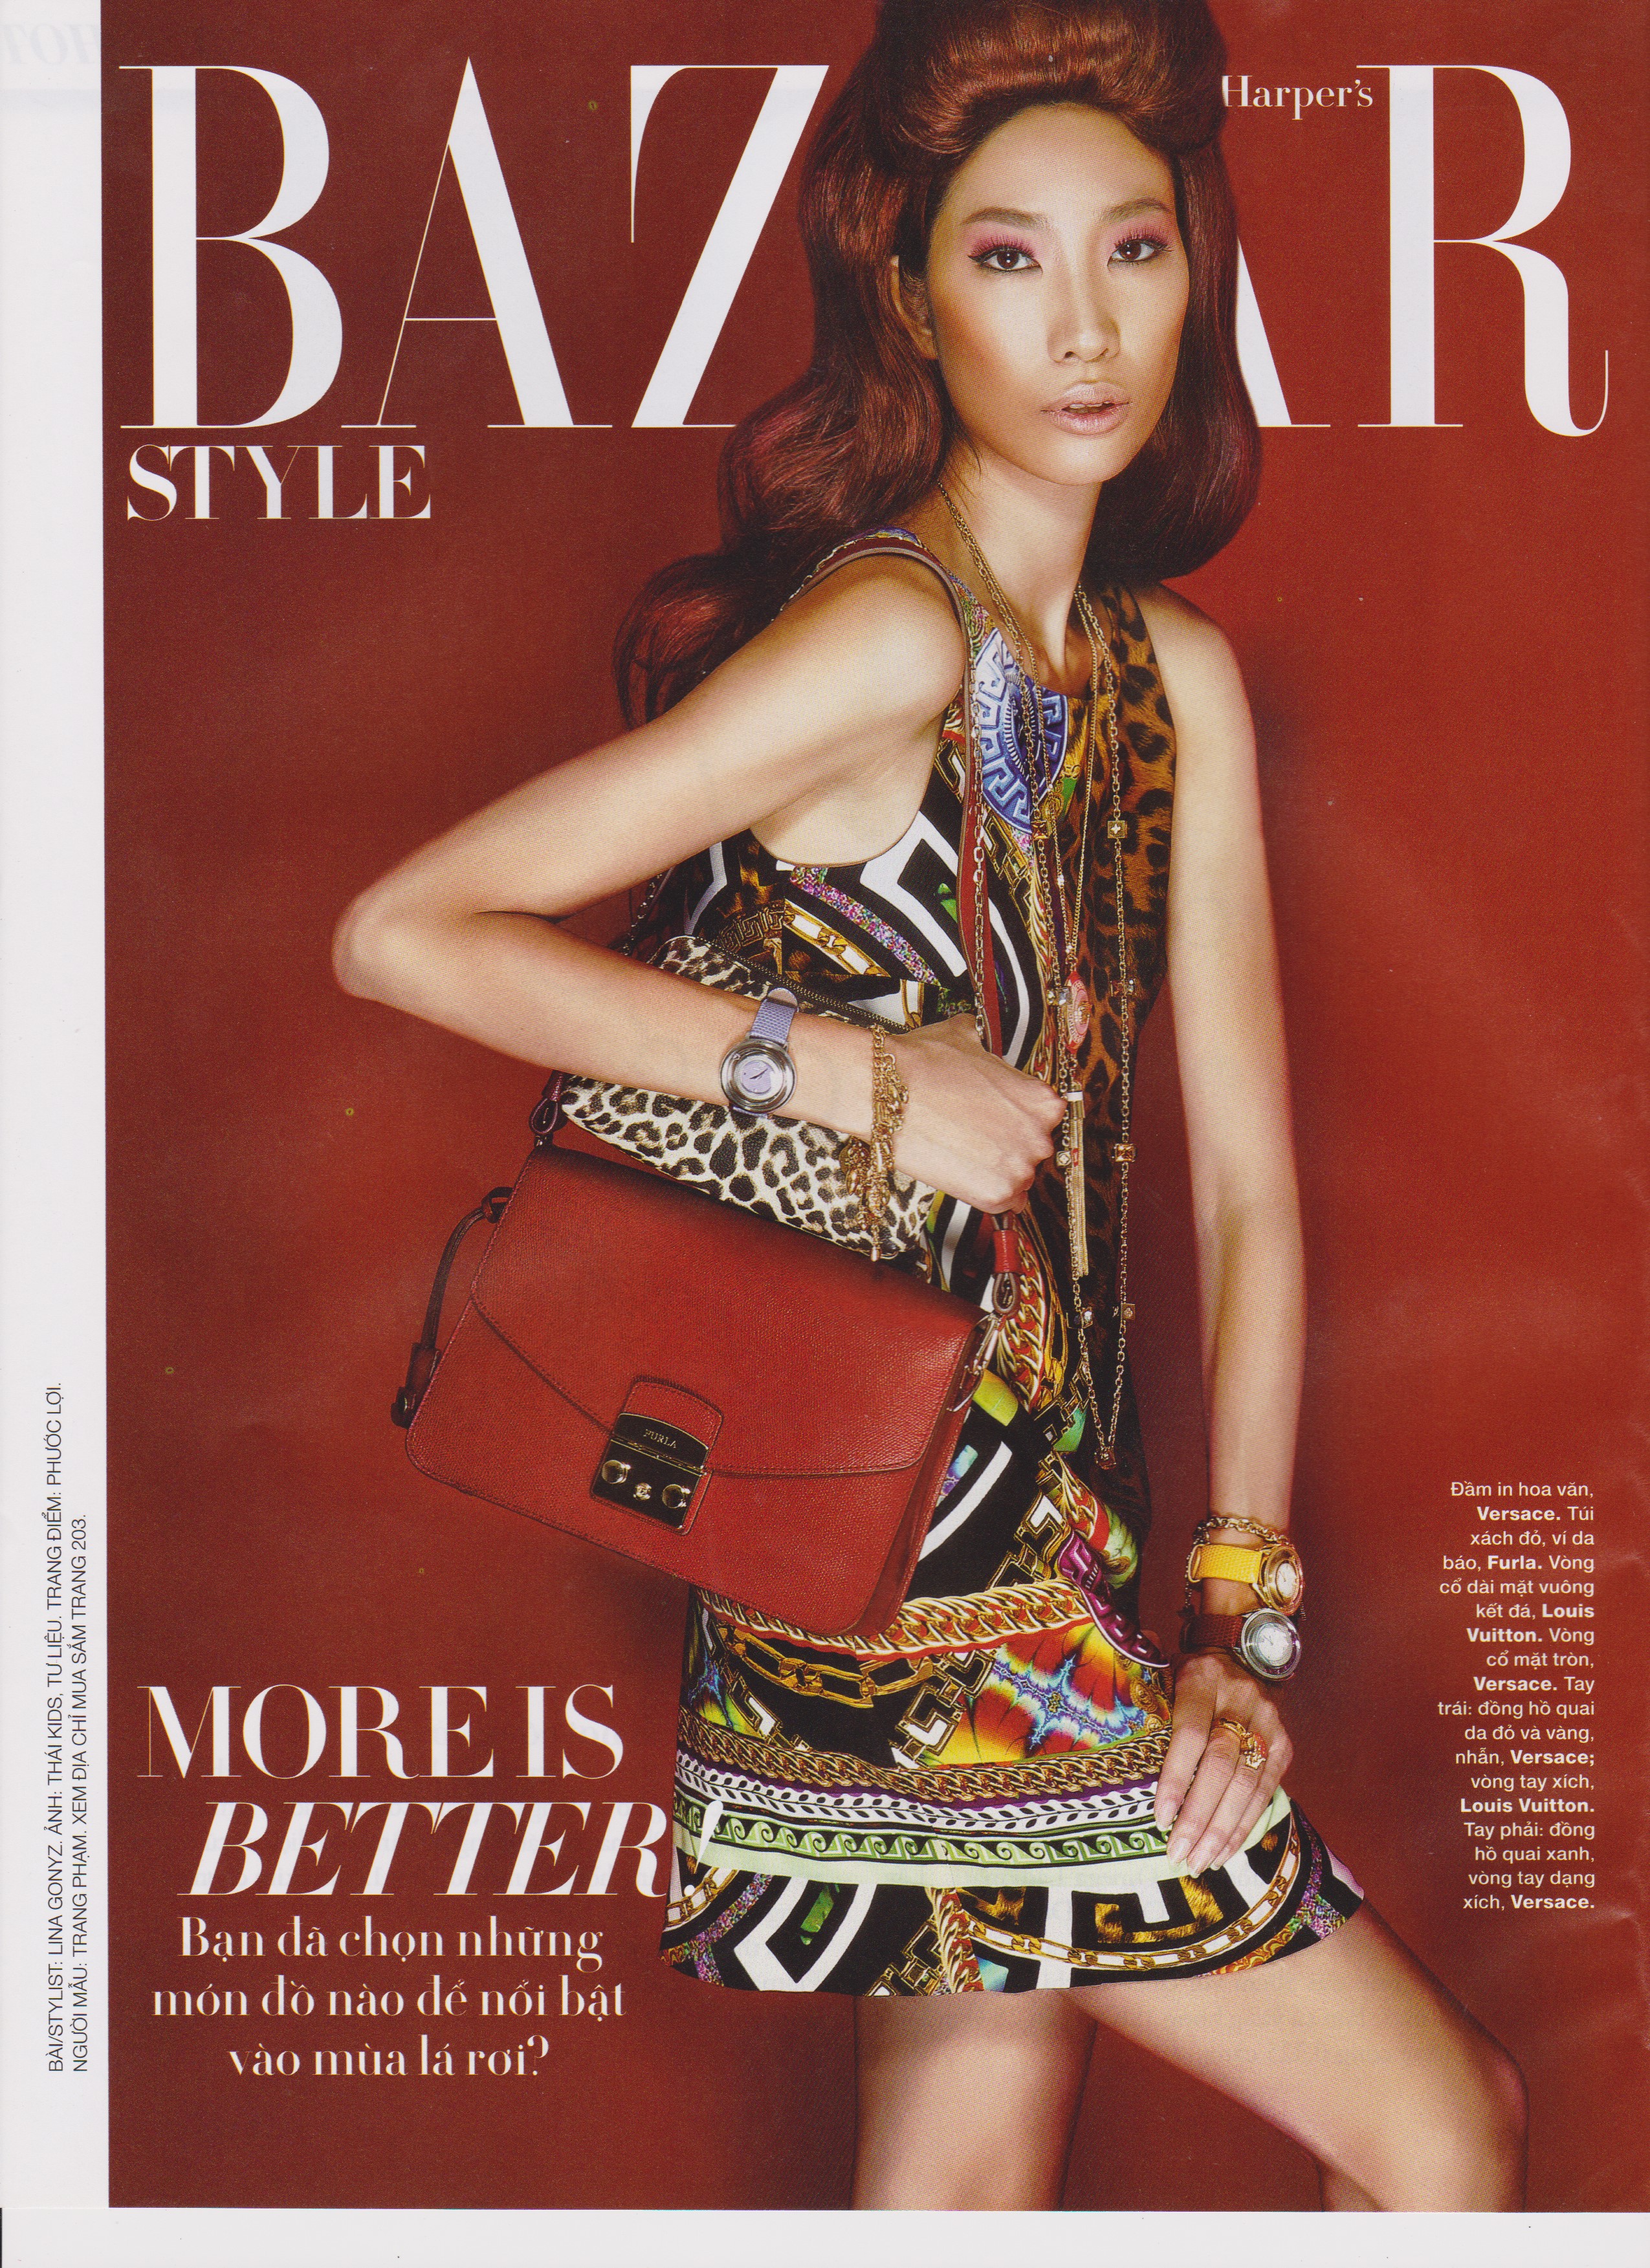 Harper's
BAZAAR
STYLE
MORE IS
BETTER!
Bạn đã chọn những
món đồ nào để nổi bật
vào mùa lá rơi?
Đầm in hoa văn,
Versace. Túi
xách đỏ, ví da
báo, Furla. Vòng
cổ dài mặt vuông
kết đá, Louis
Vuitton. Vòng
cổ mặt tròn,
Versace. Tay
trái: đồng hồ quai
da đỏ và vàng,
nhẫn, Versace;
vòng tay xích,
Louis Vuitton.
Tay phải: đồng
hồ quai xanh,
vòng tay dạng
xích, Versace.
BÀI/STYLIST: LINA GONYZ. ẢNH: THÁI KIDS, TƯ LIỆU. TRANG ĐIỂM: PHƯỚC LỢI.
NGƯỜI MẪU: TRANG PHẠM. XEM ĐỊA CHỈ MUA SẮM TRANG 203.
FURLA